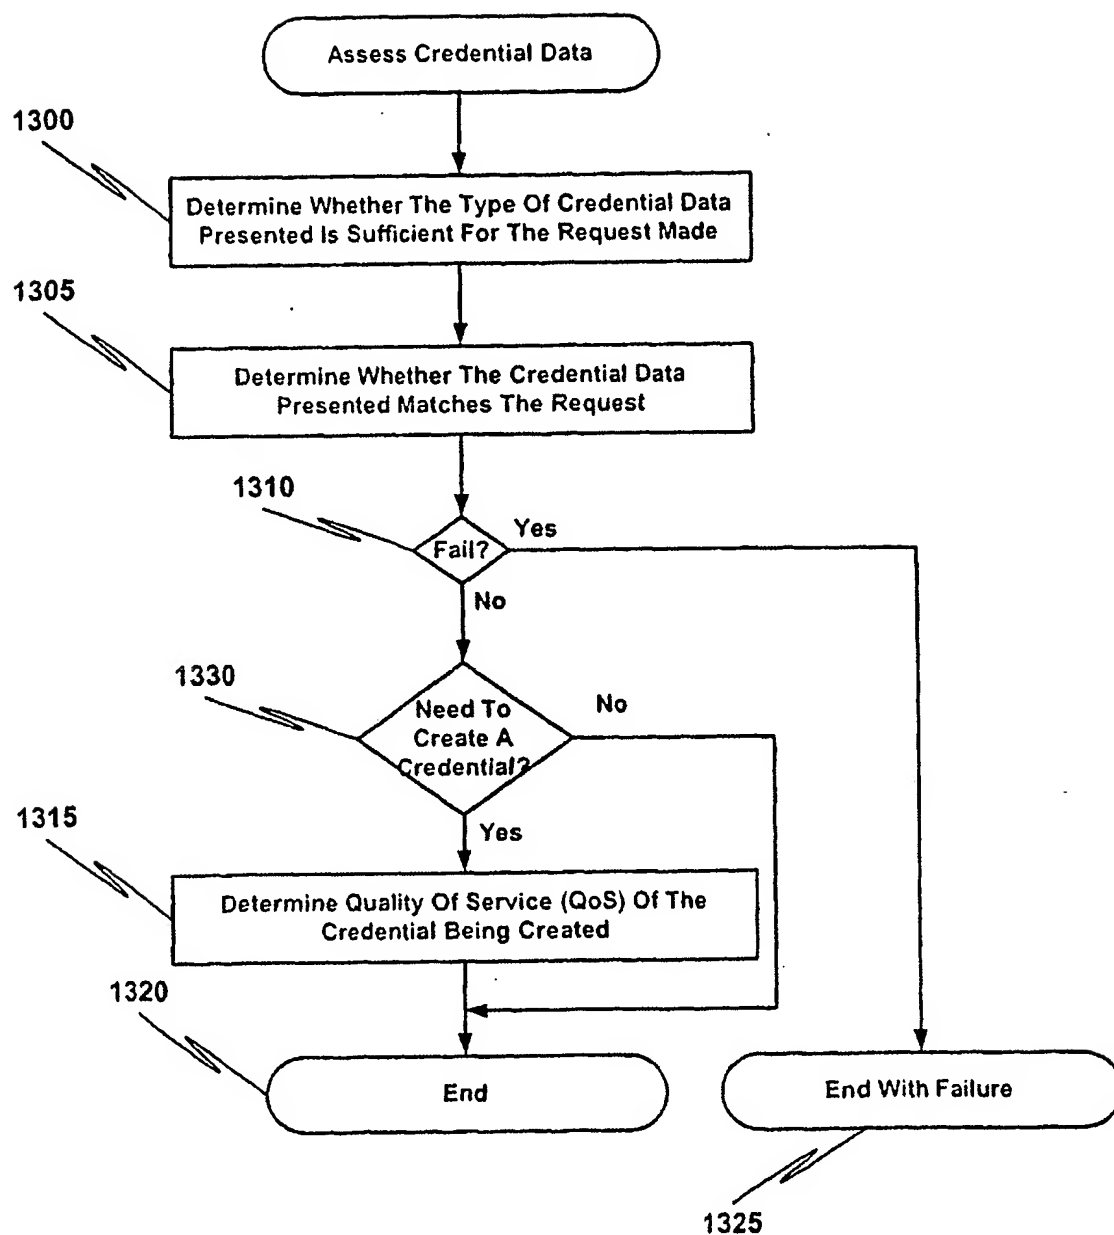 Assess Credential Data
1300
Determine Whether The Type Of Credential Data
Presented Is Sufficient For The Request Made
1305
Determine Whether The Credential Data
Presented Matches The Request
1310
Fail?
Yes
No
1330
Need To
Create A
Credential?
No
1315
Yes
Determine Quality Of Service (QoS) Of The
Credential Being Created
1320
End
End With Failure
1325